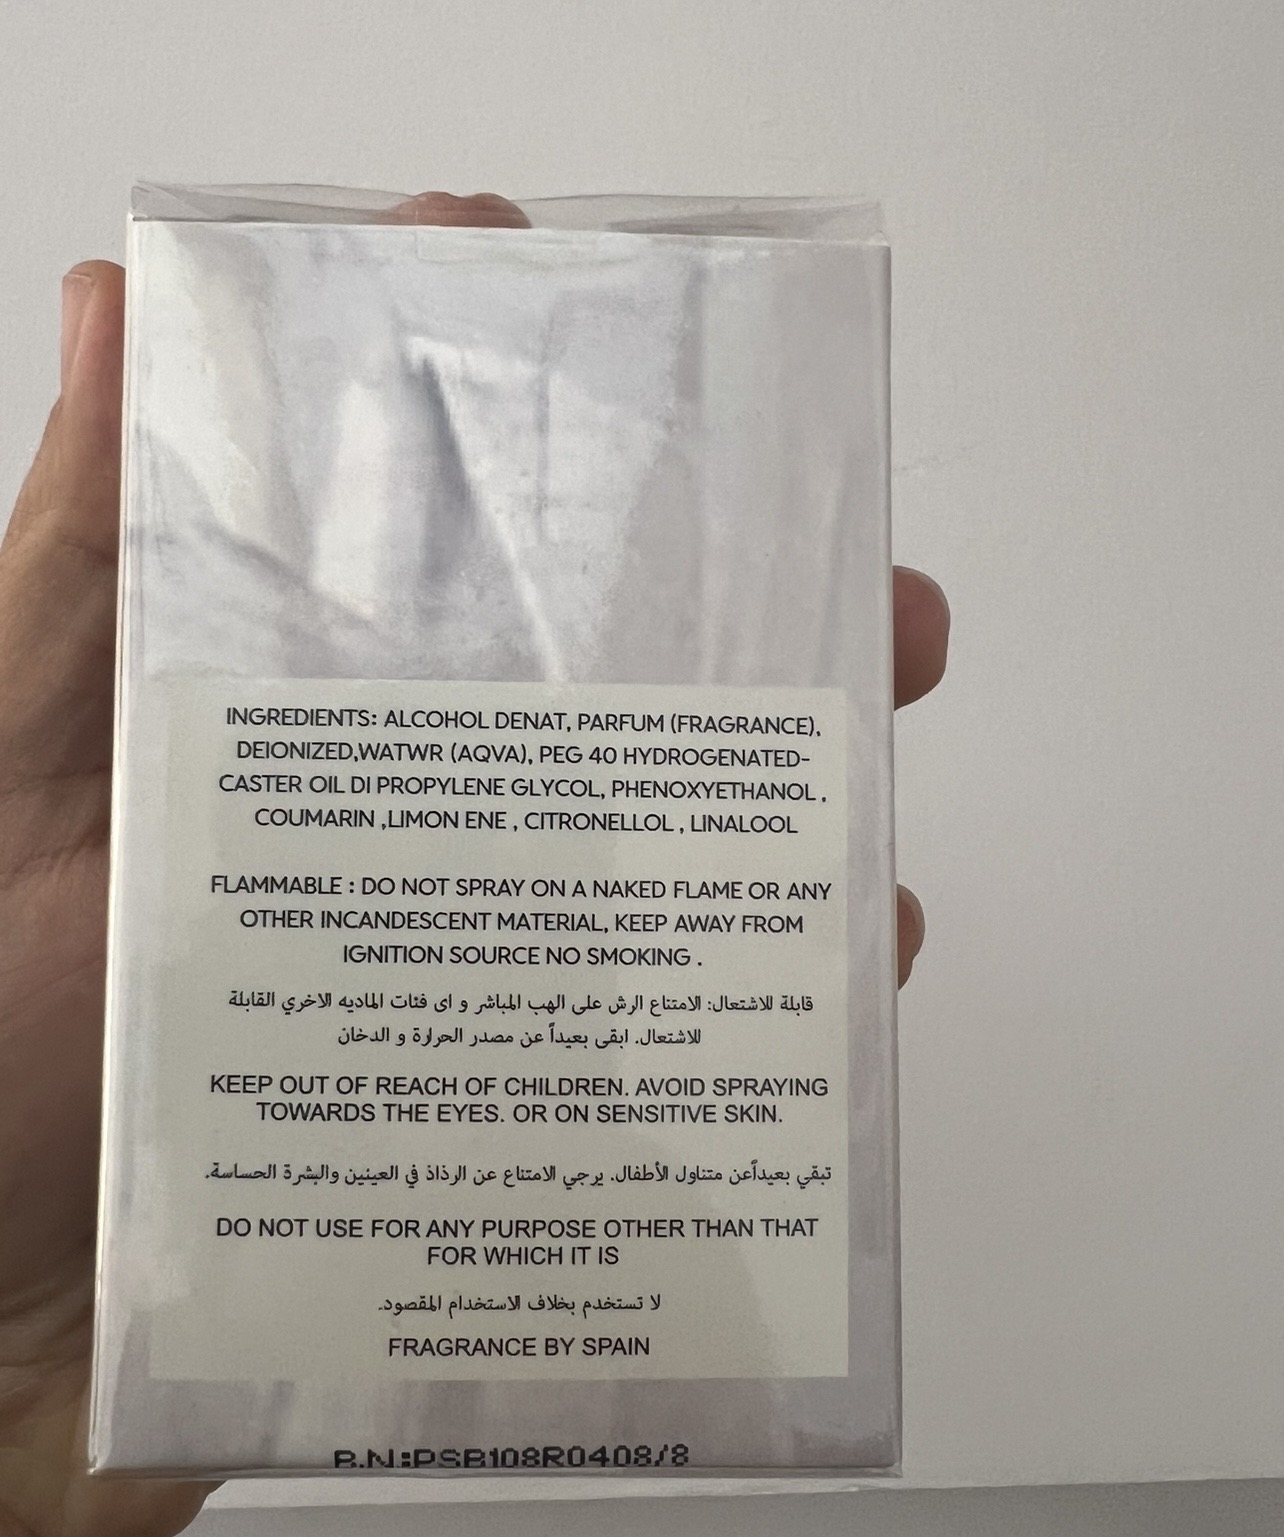 INGREDIENTS: ALCOHOL DENAT, PARFUM (FRAGRANCE),
DEIONIZED,WATWR (AQVA), PEG 40 HYDROGENATED-
CASTER OIL DI PROPYLENE GLYCOL, PHENOXYETHANOL ,
COUMARIN ,LIMON ENE , CITRONELLOL , LINALOOL
FLAMMABLE : DO NOT SPRAY ON A NAKED FLAME OR ANY
OTHER INCANDESCENT MATERIAL, KEEP AWAY FROM
IGNITION SOURCE NO SMOKING .
قابلة للاشتعال: الامتناع الرش على الهب المباشر و اى فئات الماديه الاخري القابلة
للاشتعال. ابقى بعيداً عن مصدر الحرارة و الدخان
KEEP OUT OF REACH OF CHILDREN. AVOID SPRAYING
TOWARDS THE EYES. OR ON SENSITIVE SKIN.
تبقي بعيداًعن متناول الأطفال. يرجي الامتناع عن الرذاذ في العينين والبشرة الحساسة.
DO NOT USE FOR ANY PURPOSE OTHER THAN THAT
FOR WHICH IT IS
لا تستخدم بخلاف الاستخدام المقصود.
FRAGRANCE BY SPAIN
B.N:PSB108R0408/8